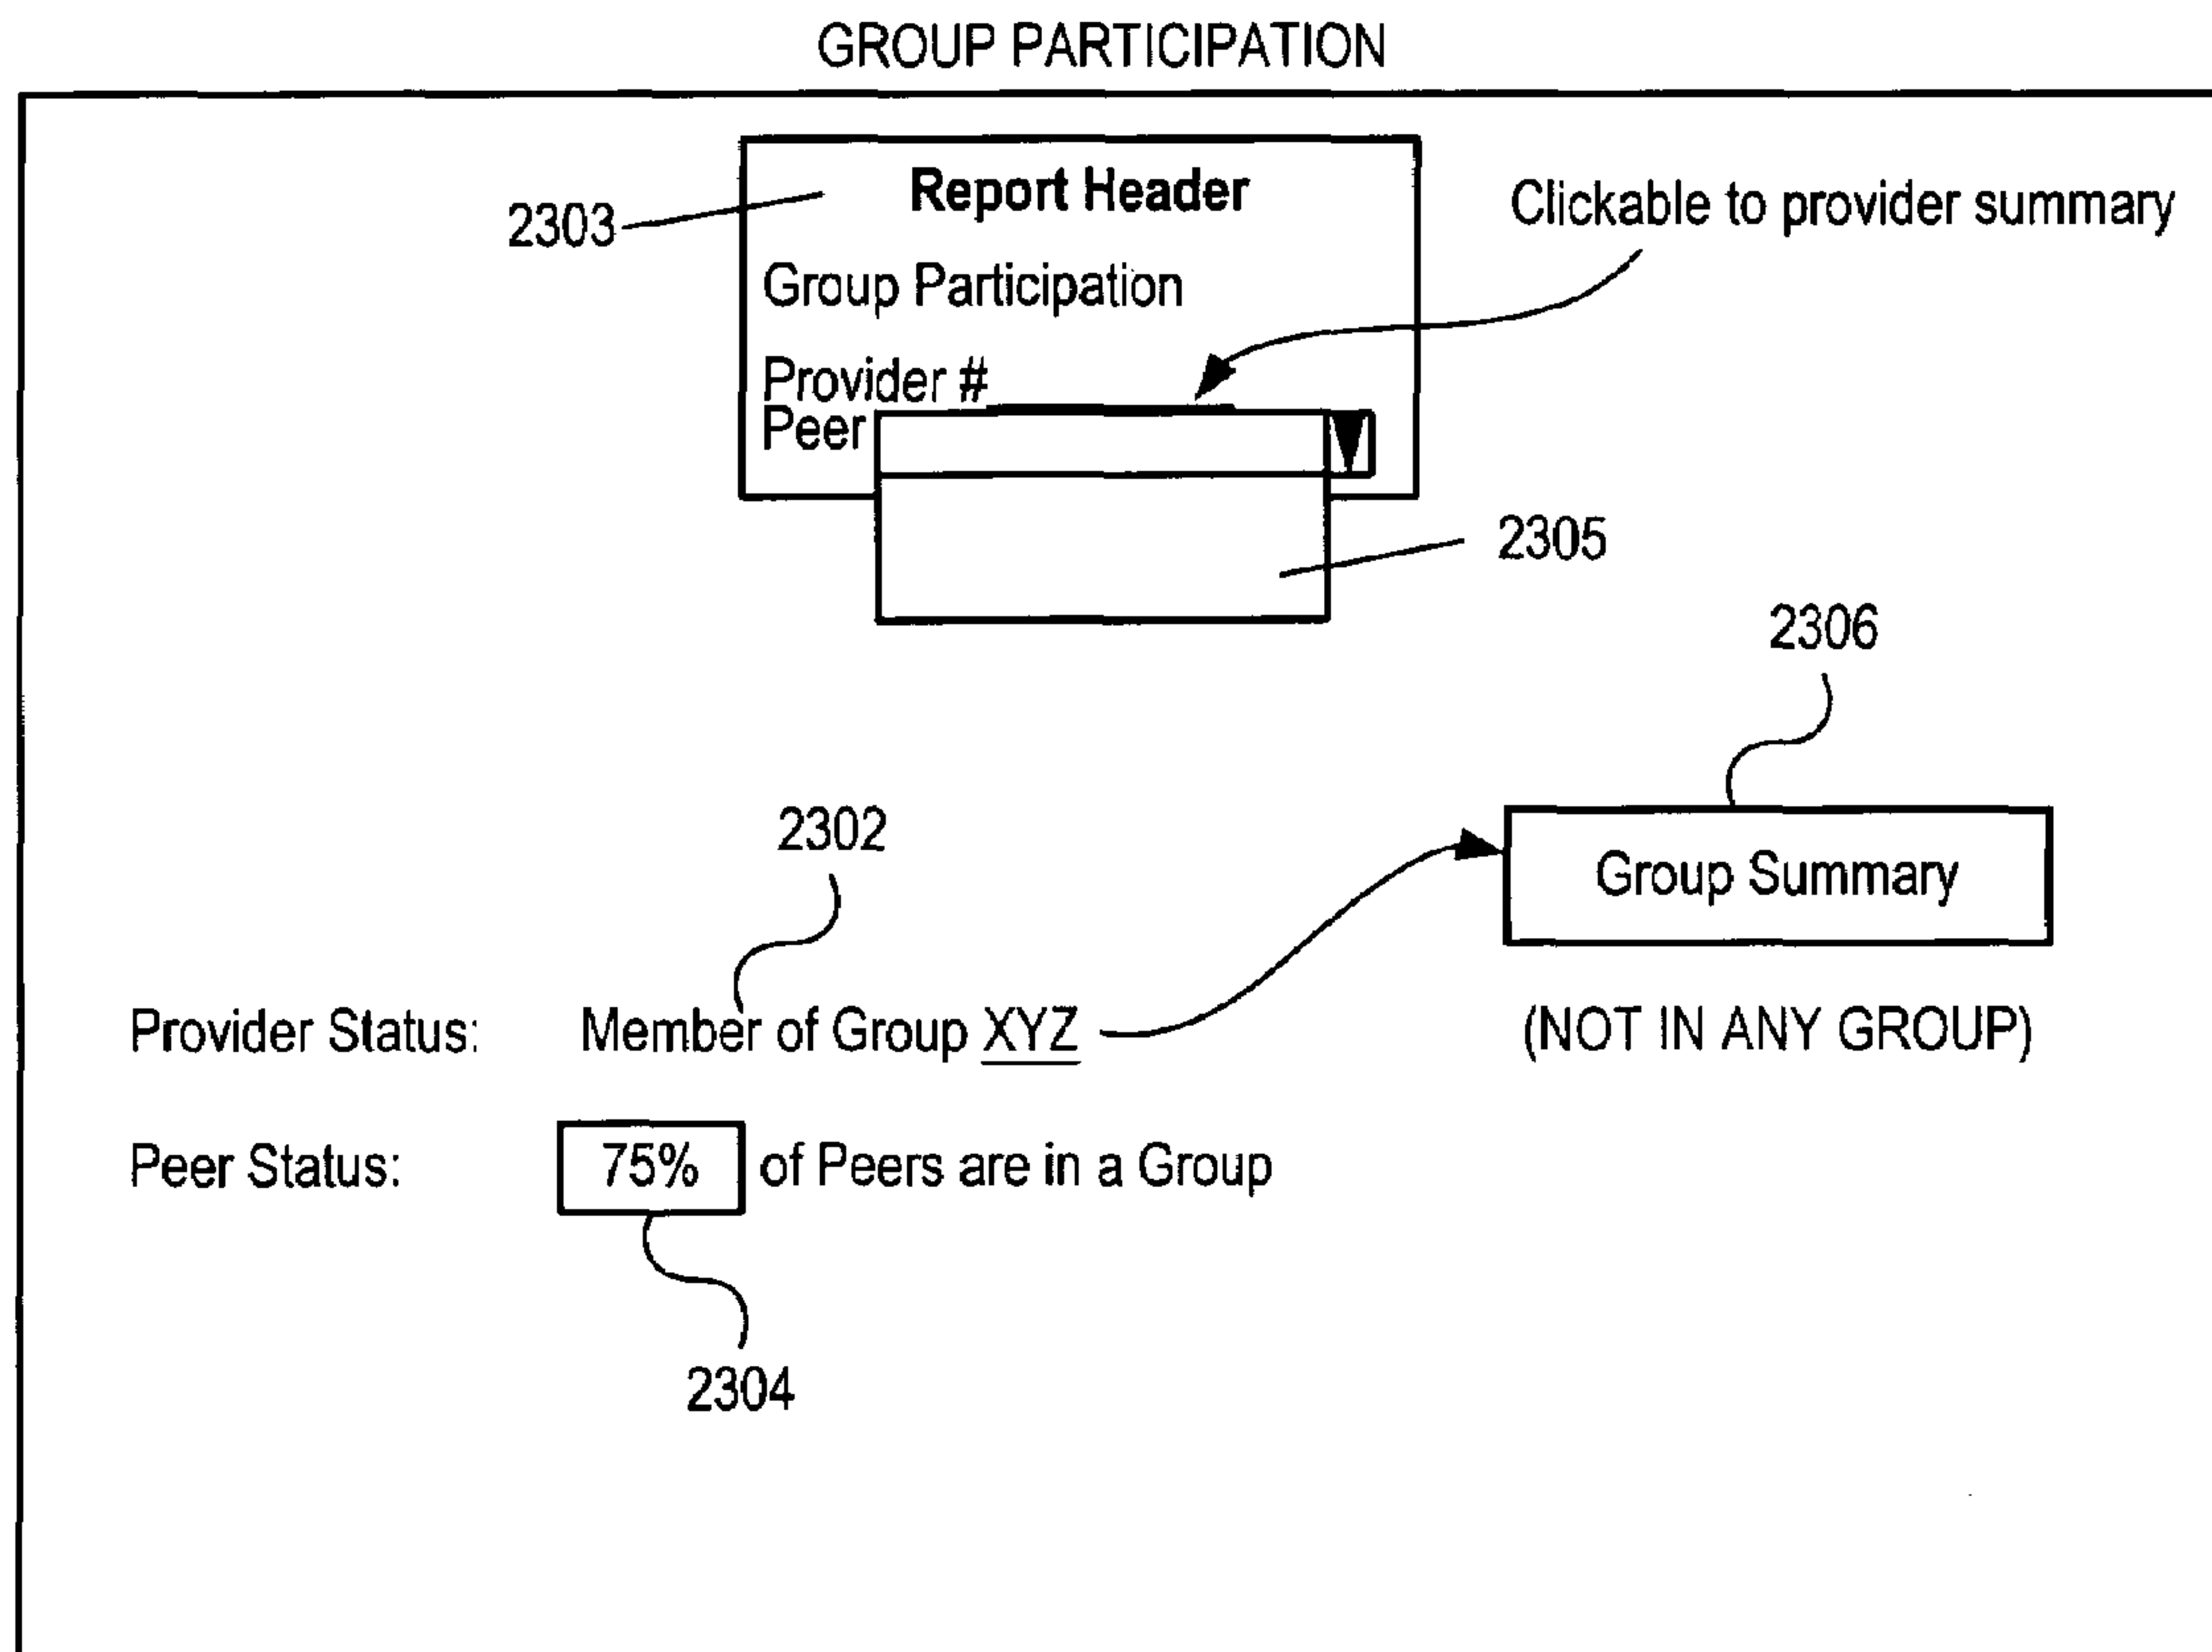 GROUP PARTICIPATION
Report Header
Clickable to provider summary
2303
Group Participation
Provider #
Peer
2305
2306
2302
Group Summary
Provider Status: Member of Group XYZ (NOT IN ANY GROUP)
Peer Status: 75% of Peers are in a Group
2304